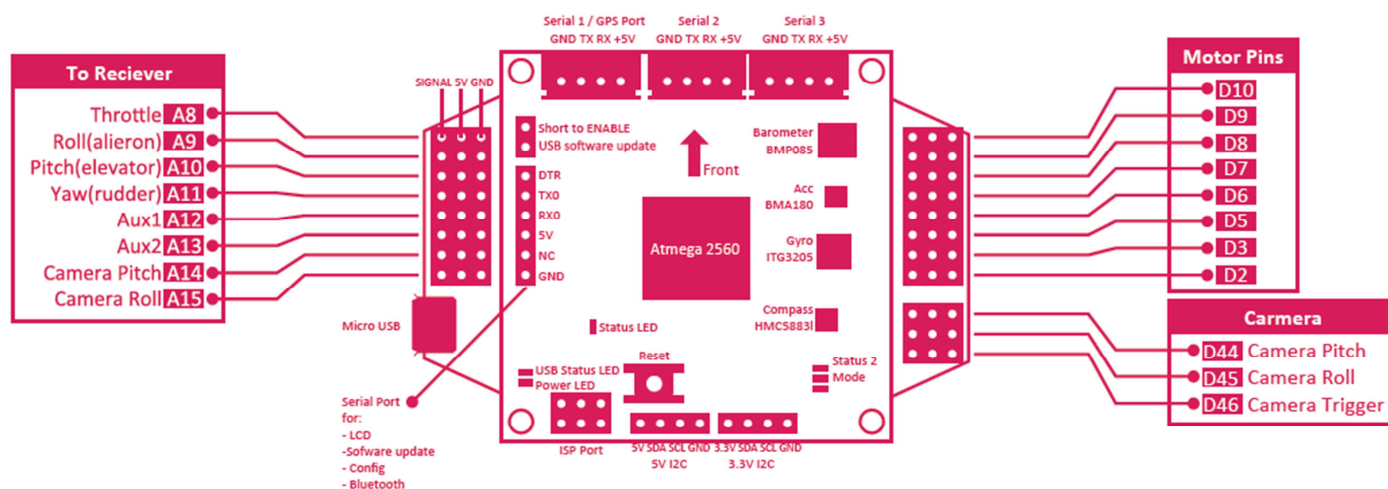 To Reciever
Throttle A8
Roll(alieron) A9
Pitch(elevator) A10
Yaw(rudder) A11
Aux1 A12
Aux2 A13
Camera Pitch A14
Camera Roll A15
SIGNAL 5V GND
Serial 1 / GPS Port
GND TX RX +5V
Serial 2
GND TX RX +5V
Serial 3
GND TX RX +5V
Short to ENABLE
USB software update
DTR
TX0
RX0
5V
NC
GND
Front
Atmega 2560
Barometer
BMP085
Acc
BMA180
Gyro
ITG3205
Compass
HMC5883l
Micro USB
Status LED
USB Status LED
Power LED
Reset
Status 2
Mode
Serial Port
for:
- LCD
-Sofware update
- Config
- Bluetooth
ISP Port
5V SDA SCL GND
5V I2C
3.3V SDA SCL GND
3.3V I2C
Motor Pins
D10
D9
D8
D7
D6
D5
D3
D2
Carmera
D44 Camera Pitch
D45 Camera Roll
D46 Camera Trigger